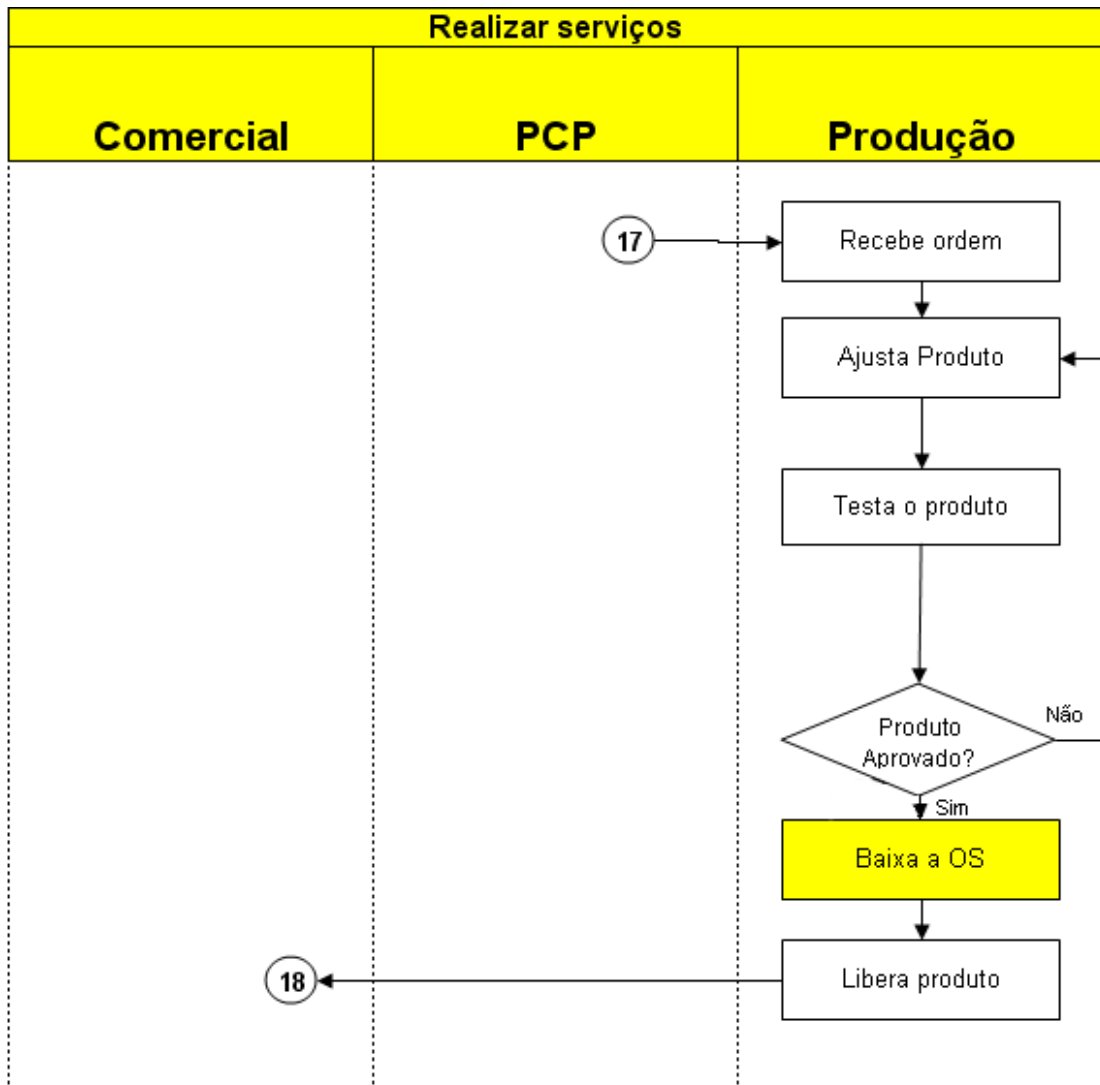 Realizar serviços
Comercial
PCP
Produção
17
Recebe ordem
Ajusta Produto
Testa o produto
Produto
Aprovado?
Não
Sim
Baixa a OS
18
Libera produto